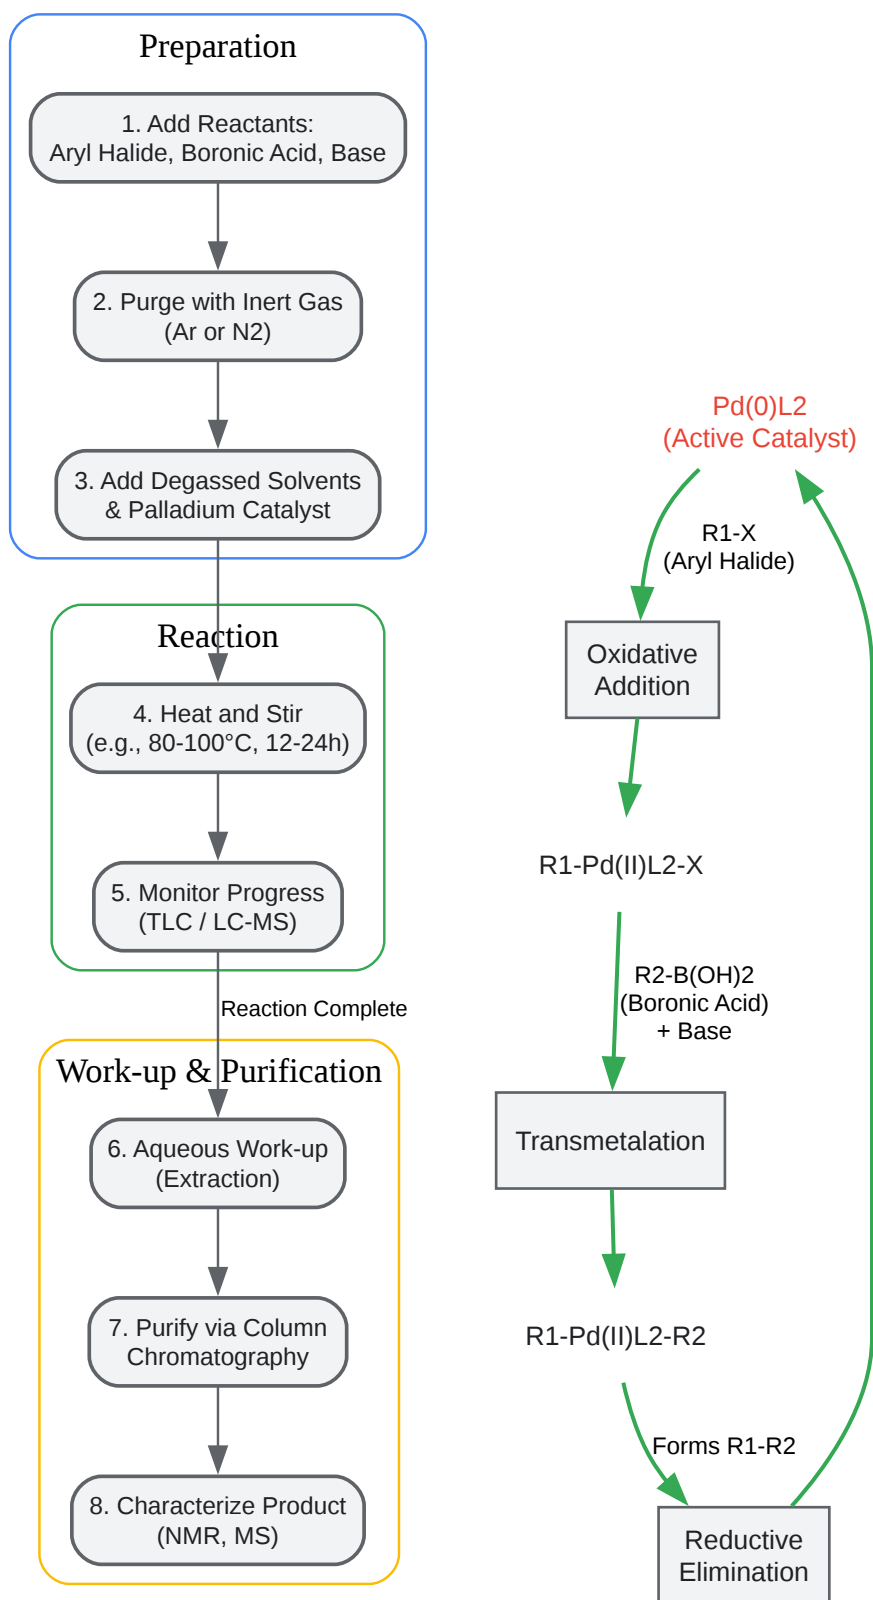 Preparation
1. Add Reactants:
Aryl Halide, Boronic Acid, Base
2. Purge with Inert Gas
(Ar or N2)
3. Add Degassed Solvents
& Palladium Catalyst
Reaction
4. Heat and Stir
(e.g., 80-100°C, 12-24h)
5. Monitor Progress
(TLC / LC-MS)
Reaction Complete
Work-up & Purification
6. Aqueous Work-up
(Extraction)
7. Purify via Column
Chromatography
8. Characterize Product
(NMR, MS)
Pd(0)L2
(Active Catalyst)
R1-X
(Aryl Halide)
Oxidative
Addition
R1-Pd(II)L2-X
R2-B(OH)2
(Boronic Acid)
+ Base
Transmetalation
R1-Pd(II)L2-R2
Forms R1-R2
Reductive
Elimination